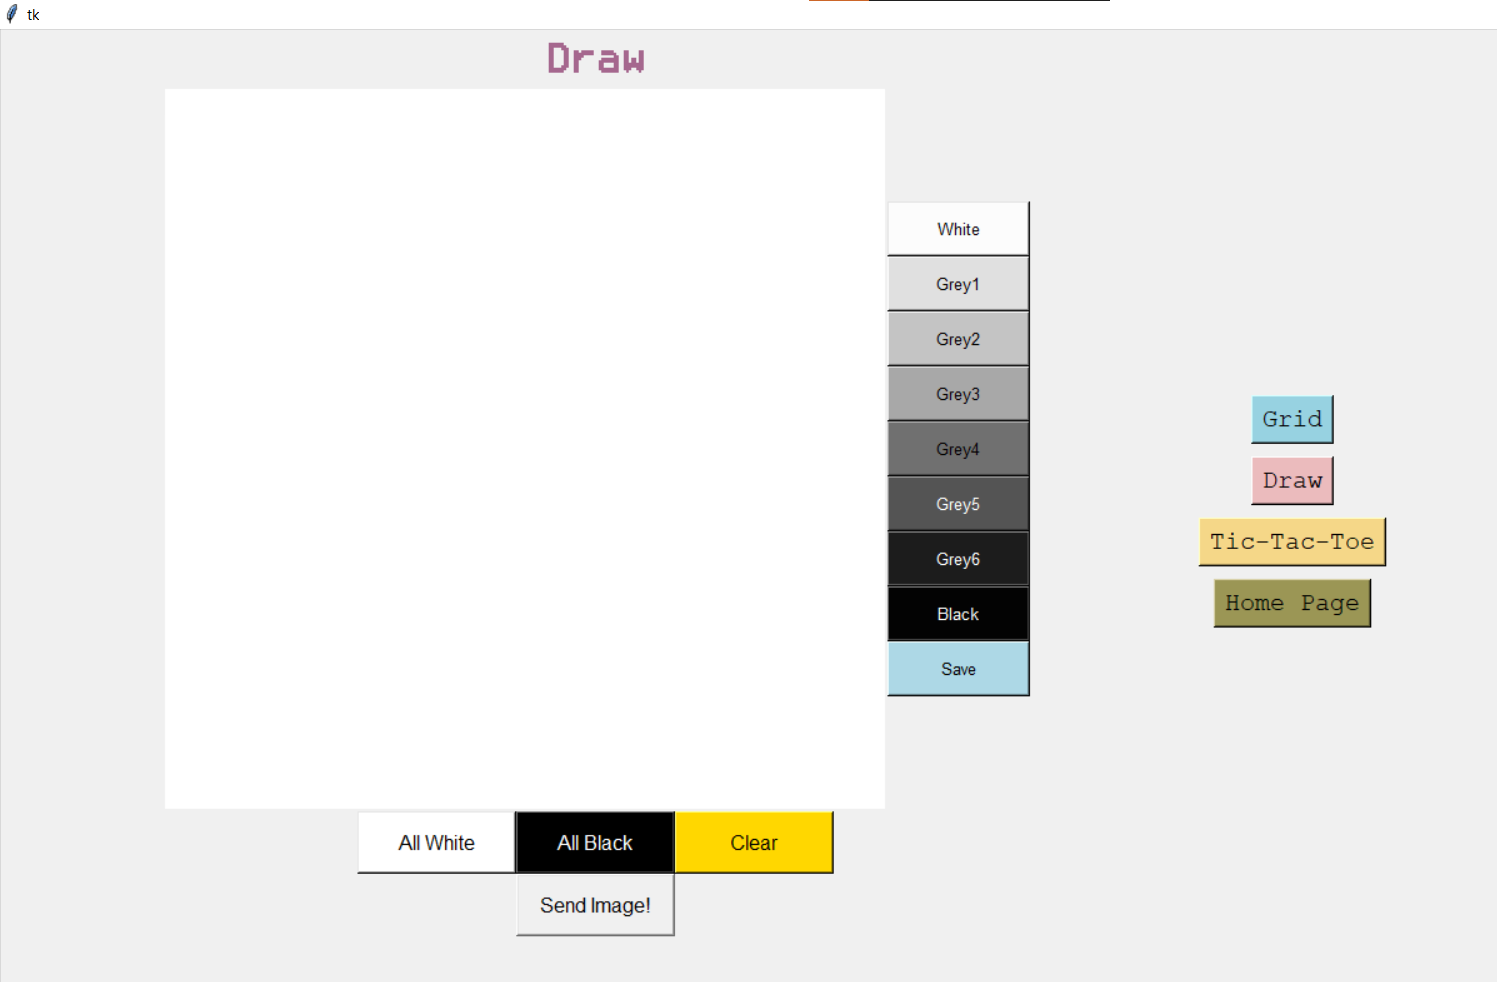 tk
Draw
White
Grey1
Grey2
Grey3
Grey4
Grey5
Grey6
Black
Save
Grid
Draw
Tic-Tac-Toe
Home Page
All White
All Black
Clear
Send Image!